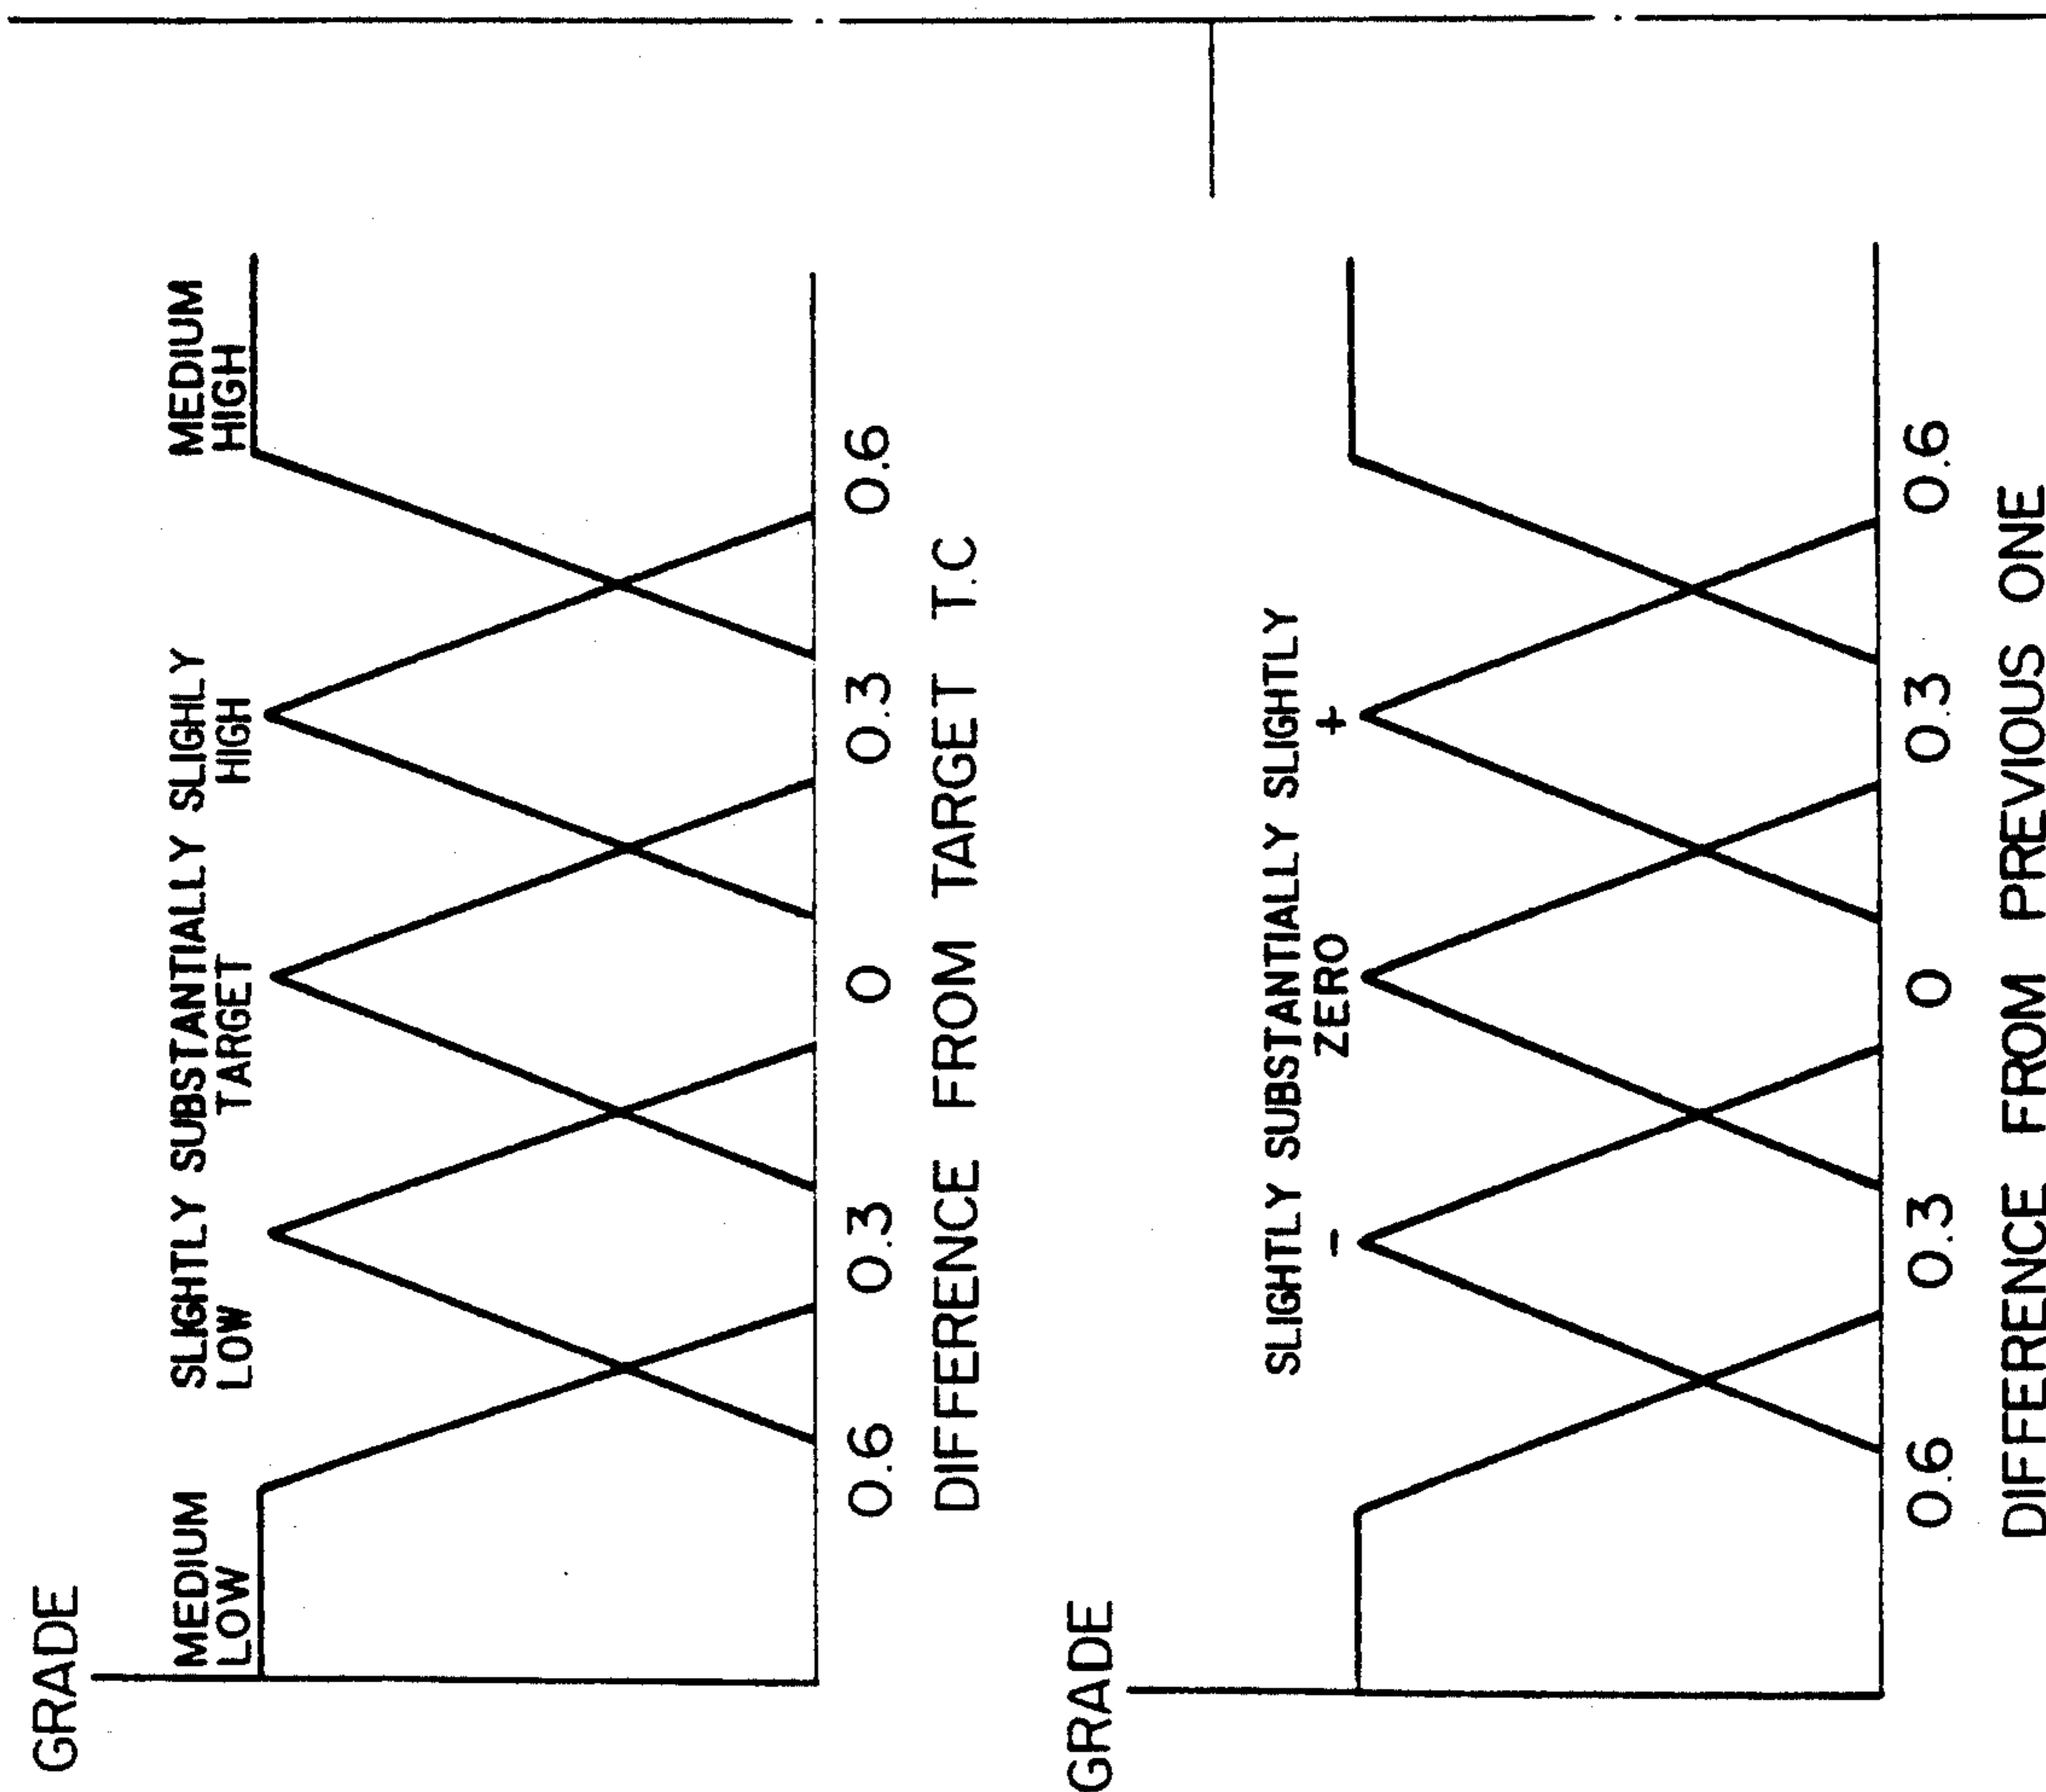 GRADE
MEDIUM LOW
SLIGHTLY LOW
SUBSTANTIALLY TARGET
SLIGHLY HIGH
MEDIUM HIGH
0.6 0.3 0 0.3 0.6
DIFFERENCE FROM TARGET T.C
GRADE
SLIGHTLY -
SUBSTANTIALLY ZERO
SLIGHTLY +
0.6 0.3 0 0.3 0.6
DIFFERENCE FROM PREVIOUS ONE